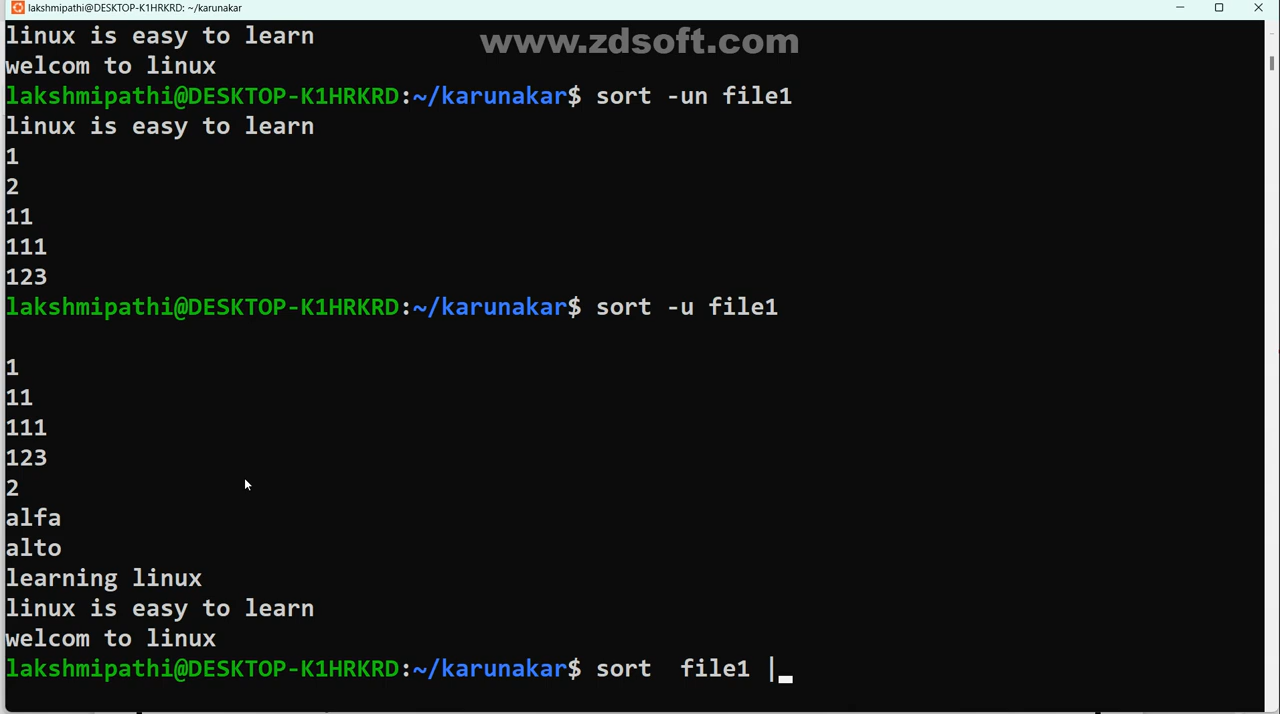 lakshmipathi@DESKTOP-K1HRKRD: ~/karunakar
www.zdsoft.com
linux is easy to learn
welcom to linux
lakshmipathi@DESKTOP-K1HRKRD:~/karunakar$ sort -un file1
linux is easy to learn
1
2
11
111
123
lakshmipathi@DESKTOP-K1HRKRD:~/karunakar$ sort -u file1

1
11
111
123
2
alfa
alto
learning linux
linux is easy to learn
welcom to linux
lakshmipathi@DESKTOP-K1HRKRD:~/karunakar$ sort  file1 |